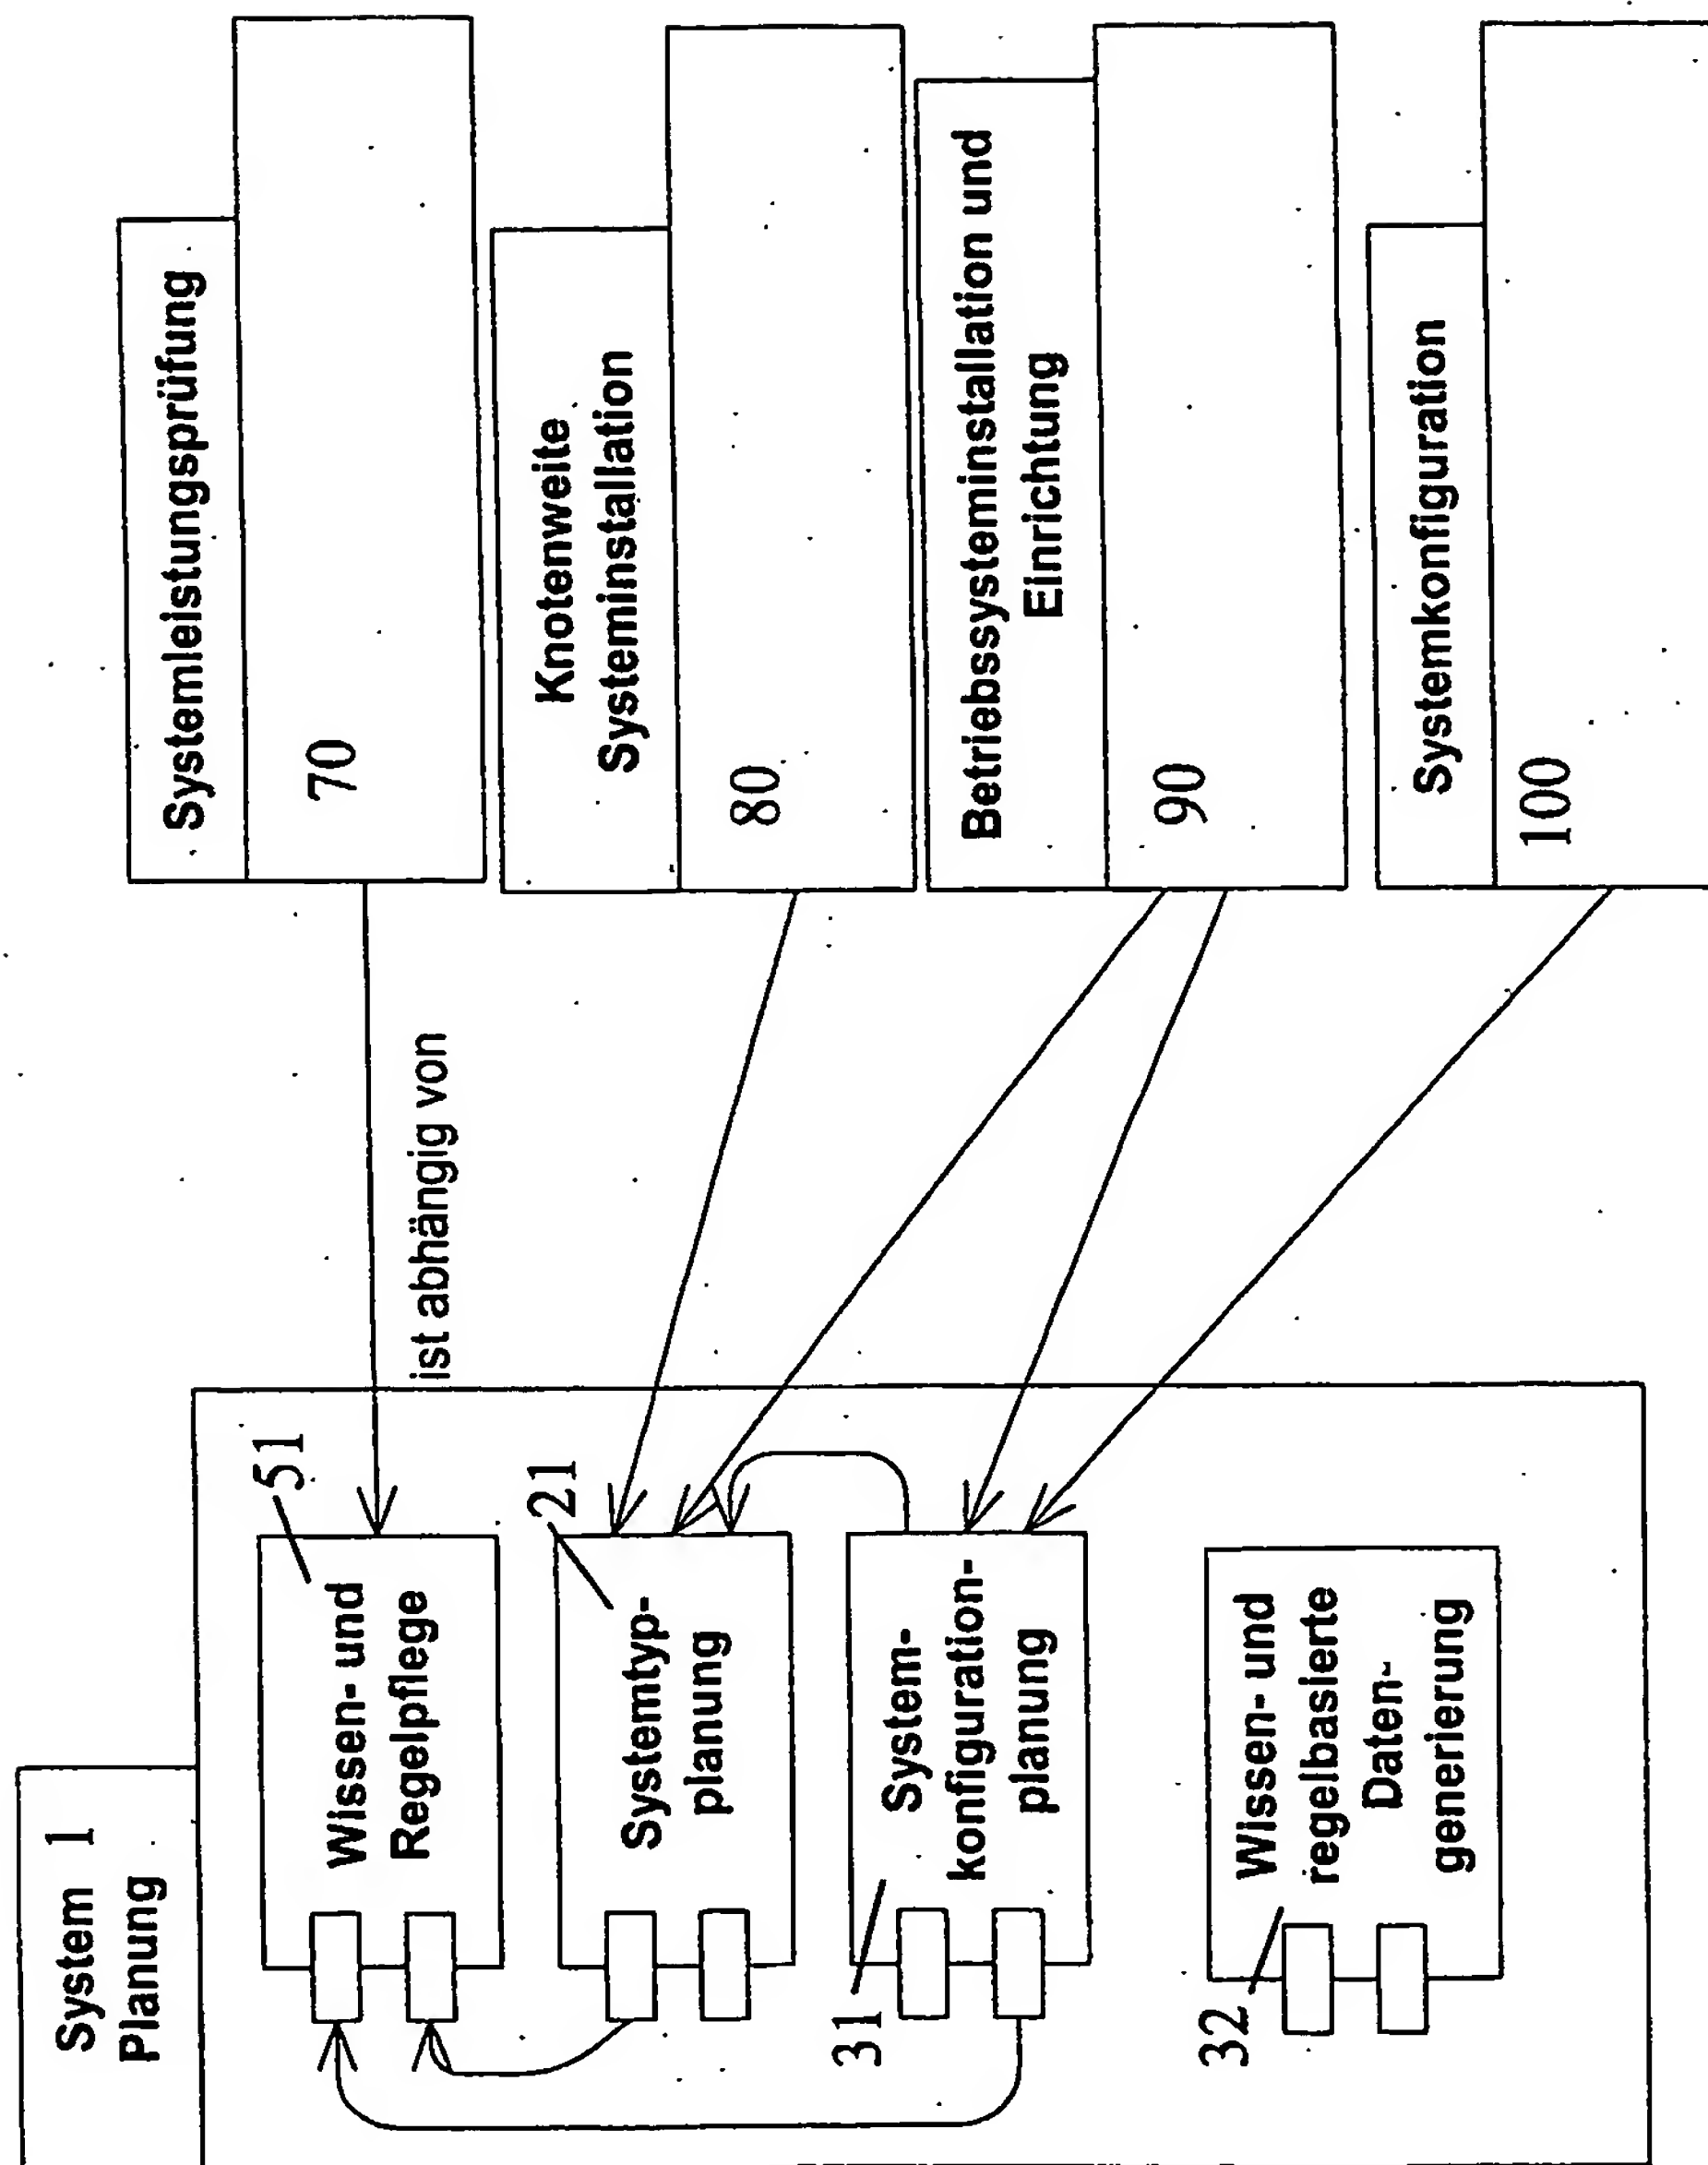 System 1
Planung
51
Wissen- und
Regelpflege
21
Systemtyp-
planung
31
System-
konfiguration-
planung
32
Wissen- und
regelbasierte
Daten-
generierung
ist abhängig von
Systemleistungsprüfung
70
Knotenweite
Systeminstallation
80
Betriebssysteminstallation und
Einrichtung
90
Systemkonfiguration
100